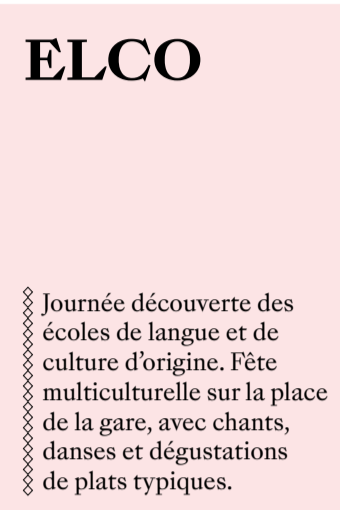 ELCO
Journée découverte des
écoles de langue et de
culture d’origine. Fête
multiculturelle sur la place
de la gare, avec chants,
danses et dégustations
de plats typiques.